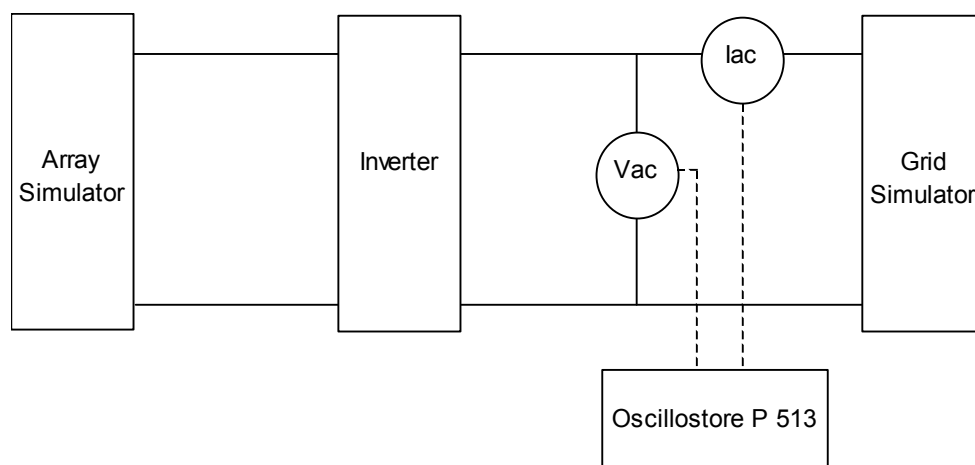 Array
Simulator
Inverter
Vac
Iac
Grid
Simulator
Oscillostore P 513